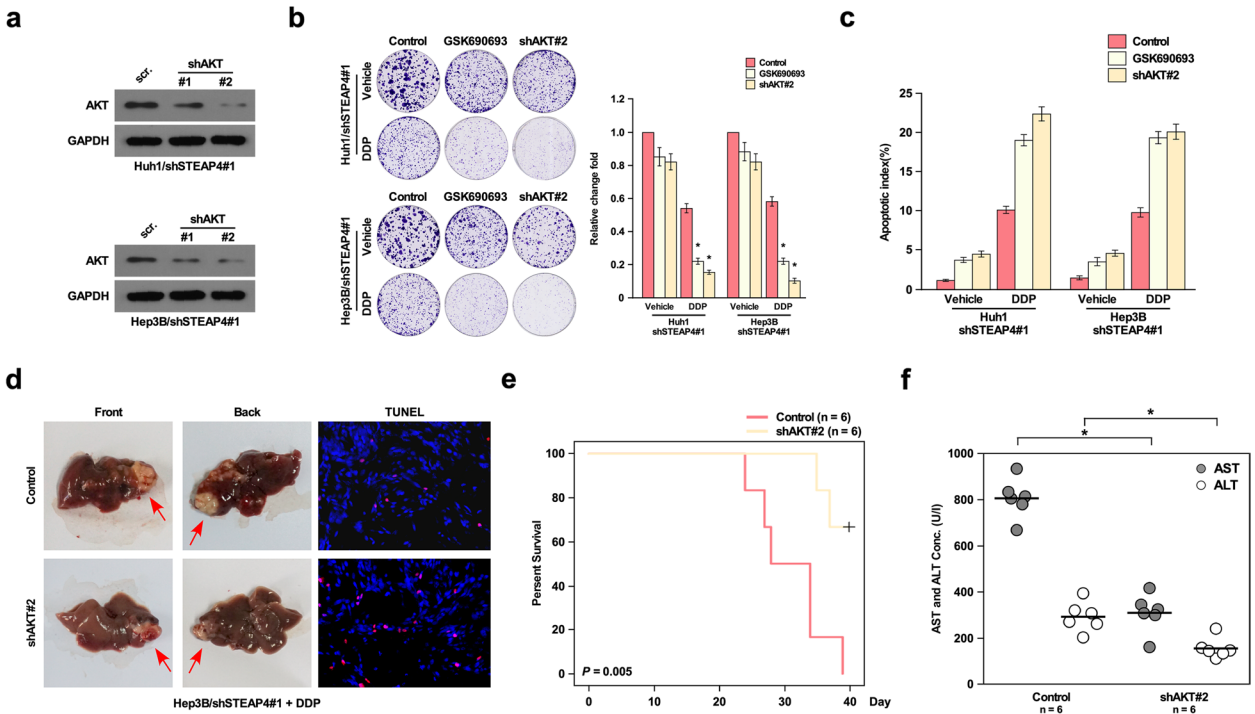 a
scr.
shAKT
#1 #2
AKT
GAPDH
Huh1/shSTEAP4#1
scr.
shAKT
#1 #2
AKT
GAPDH
Hep3B/shSTEAP4#1
b
Control GSK690693 shAKT#2
Huh1/shSTEAP4#1
Vehicle
DDP
Control GSK690693 shAKT#2
Hep3B/shSTEAP4#1
Vehicle
DDP
Control
GSK690693
shAKT#2
Relative change fold
1.2
1.0
0.8
0.6
0.4
0.2
0
* * * *
Vehicle DDP Vehicle DDP
Huh1 Hep3B
shSTEAP4#1 shSTEAP4#1
c
Control
GSK690693
shAKT#2
Apoptotic index(%)
25
20
15
10
5
0
Vehicle DDP Vehicle DDP
Huh1 Hep3B
shSTEAP4#1 shSTEAP4#1
d
Front Back TUNEL
Control
shAKT#2
Hep3B/shSTEAP4#1 + DDP
e
Control (n = 6)
shAKT#2 (n = 6)
Percent Survival
100
80
60
40
20
0
P = 0.005
0 10 20 30 40 Day
f
*
*
AST
ALT
AST and ALT Conc. (U/l)
1000
800
600
400
200
0
Control shAKT#2
n = 6 n = 6